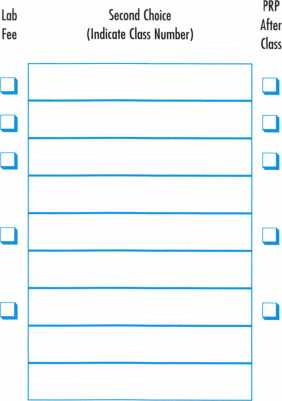 Lab
Fee
Second Choice
(Indicate Class Number)
PRP
After
Class